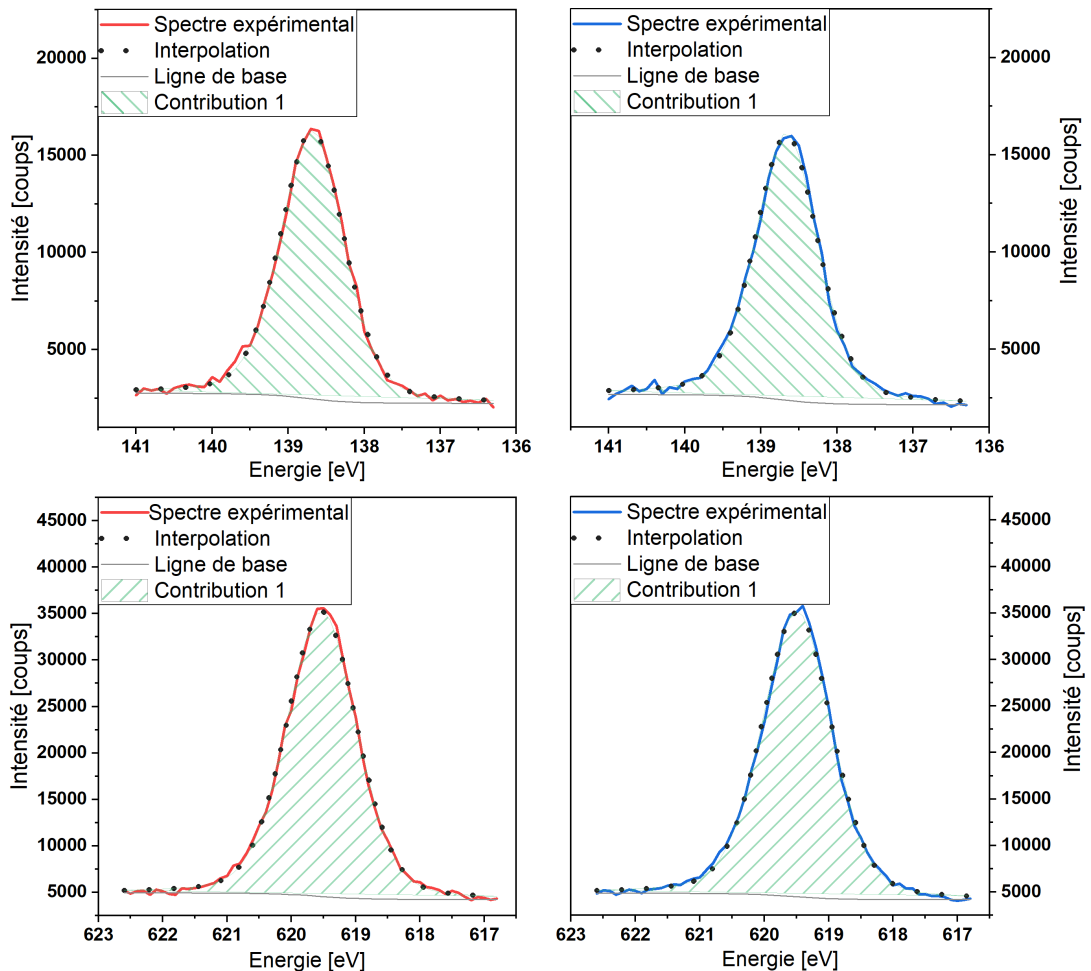 Spectre expérimental
Interpolation
Ligne de base
Contribution 1
20000
15000
10000
5000
Intensité [coups]
141 140 139 138 137 136
Energie [eV]
Spectre expérimental
Interpolation
Ligne de base
Contribution 1
20000
15000
10000
5000
Intensité [coups]
141 140 139 138 137 136
Energie [eV]
Spectre expérimental
Interpolation
Ligne de base
Contribution 1
45000
40000
35000
30000
25000
20000
15000
10000
5000
Intensité [coups]
623 622 621 620 619 618 617
Energie [eV]
Spectre expérimental
Interpolation
Ligne de base
Contribution 1
45000
40000
35000
30000
25000
20000
15000
10000
5000
Intensité [coups]
623 622 621 620 619 618 617
Energie [eV]